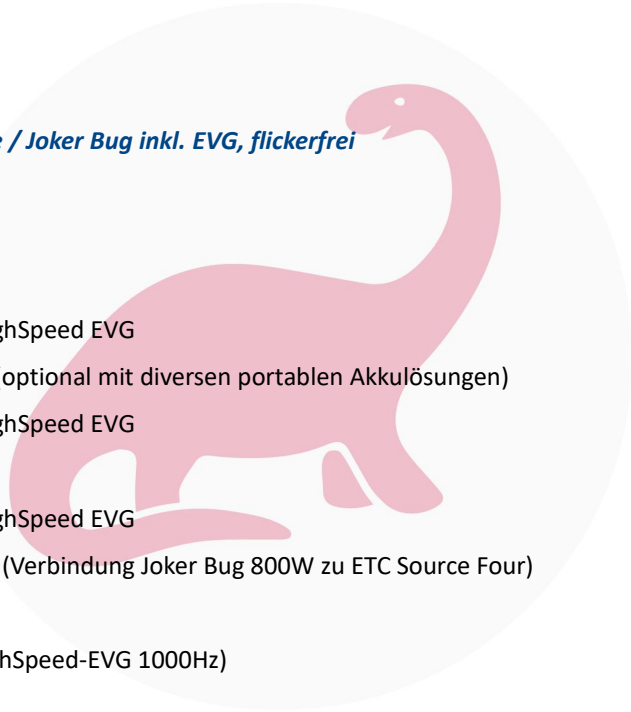 / Joker Bug inkl. EVG, flickerfrei
ghSpeed EVG
optional mit diversen portablen Akkulösungen)
ghSpeed EVG
ghSpeed EVG
(Verbindung Joker Bug 800W zu ETC Source Four)
hSpeed-EVG 1000Hz)